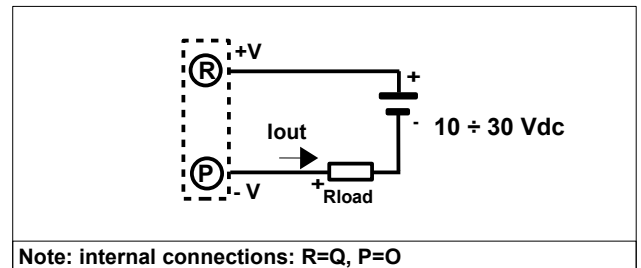 R +V
+
Iout
- 10 ÷ 30 Vdc
P - V + Rload
Note: internal connections: R=Q, P=O